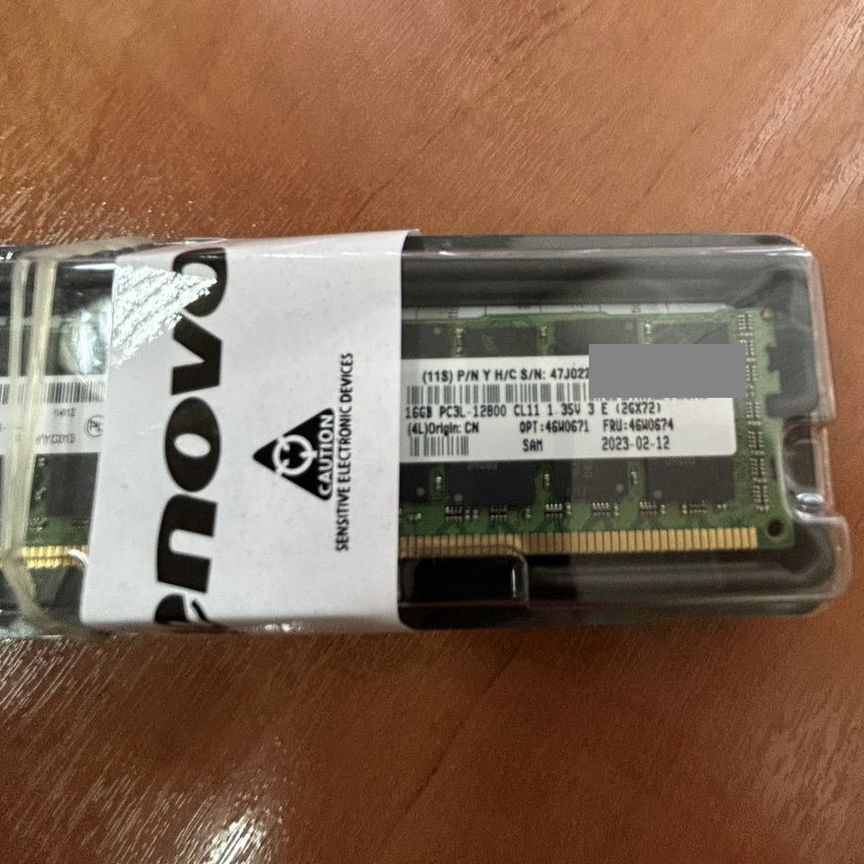 enovo
CAUTION
SENSITIVE ELECTRONIC DEVICES
(11S) P/N Y H/C S/N: 47J022
16GB PC3L-12800 CL11 1.35V 3 E (2GX72)
(4L)Origin: CN OPT:46W0671 FRU:46W0674
SAM 2023-02-12